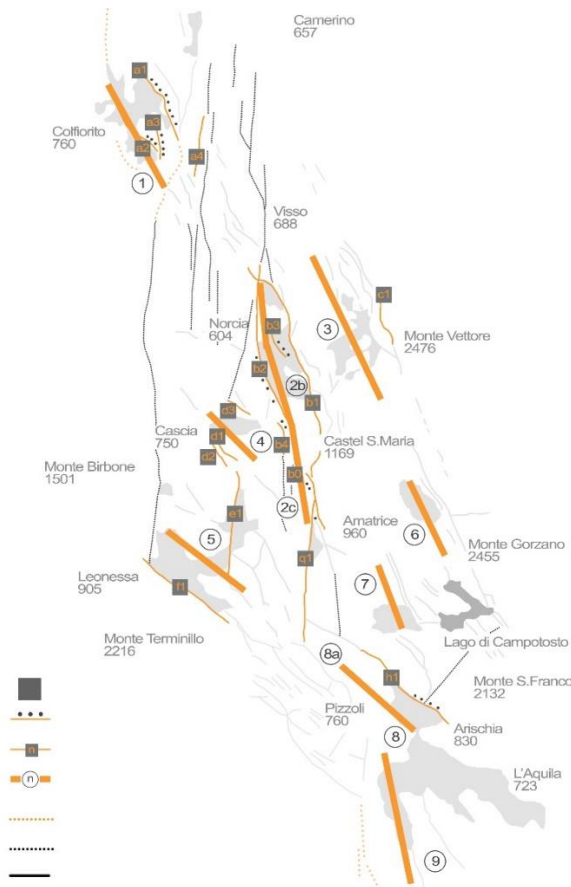 Camerino
657
a1
Colfiorito
760
a3
a2
a4
1
Visso
688
c1
Norcia
604
b3
3
Monte Vettore
2476
b2
2b
d3
b1
Cascia
750
d1
4
b4
Castel S.Maria
1169
d2
Monte Birbone
1501
b0
2c
e1
Amatrice
960
6
5
Monte Gorzano
2455
q1
7
Leonessa
905
f1
Monte Terminillo
2216
Lago di Campotosto
8a
h1
Monte S.Franco
2132
Pizzoli
760
Arischia
830
8
n
L'Aquila
723
n
9